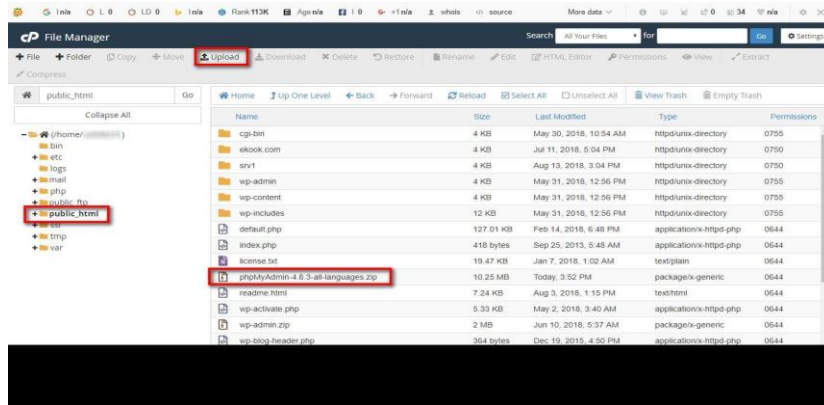 G I n/a L 0 LD 0 I n/a Rank 113K Age n/a l 0 +1 n/a whois source More data 0 34 n/a
cP File Manager Search All Your Files for Go Settings
+ File + Folder Copy Move Upload Download Delete Restore Rename Edit HTML Editor Permissions View Extract
Compress
public_html Go Home Up One Level Back Forward Reload Select All Unselect All View Trash Empty Trash
Collapse All
Name Size Last Modified Type Permissions
(/home/ )
bin
etc
logs
mail
php
public_ftp
public_html
ssl
tmp
var
cgi-bin 4 KB May 30, 2018, 10:54 AM httpd/unix-directory 0755
ekook.com 4 KB Jul 11, 2018, 5:04 PM httpd/unix-directory 0750
srv1 4 KB Aug 13, 2018, 3:04 PM httpd/unix-directory 0750
wp-admin 4 KB May 31, 2018, 12:56 PM httpd/unix-directory 0755
wp-content 4 KB May 31, 2018, 12:56 PM httpd/unix-directory 0755
wp-includes 12 KB May 31, 2018, 12:56 PM httpd/unix-directory 0755
default.php 127.01 KB Feb 14, 2018, 6:48 PM application/x-httpd-php 0644
index.php 418 bytes Sep 25, 2013, 5:48 AM application/x-httpd-php 0644
license.txt 19.47 KB Jan 7, 2018, 1:02 AM text/plain 0644
phpMyAdmin-4.8.3-all-languages.zip 10.25 MB Today, 3:52 PM package/x-generic 0644
readme.html 7.24 KB Aug 3, 2018, 1:15 PM text/html 0644
wp-activate.php 5.33 KB May 2, 2018, 3:40 AM application/x-httpd-php 0644
wp-admin.zip 2 MB Jun 10, 2018, 5:37 AM package/x-generic 0644
wp-blog-header.php 364 bytes Dec 19, 2015, 4:50 PM application/x-httpd-php 0644